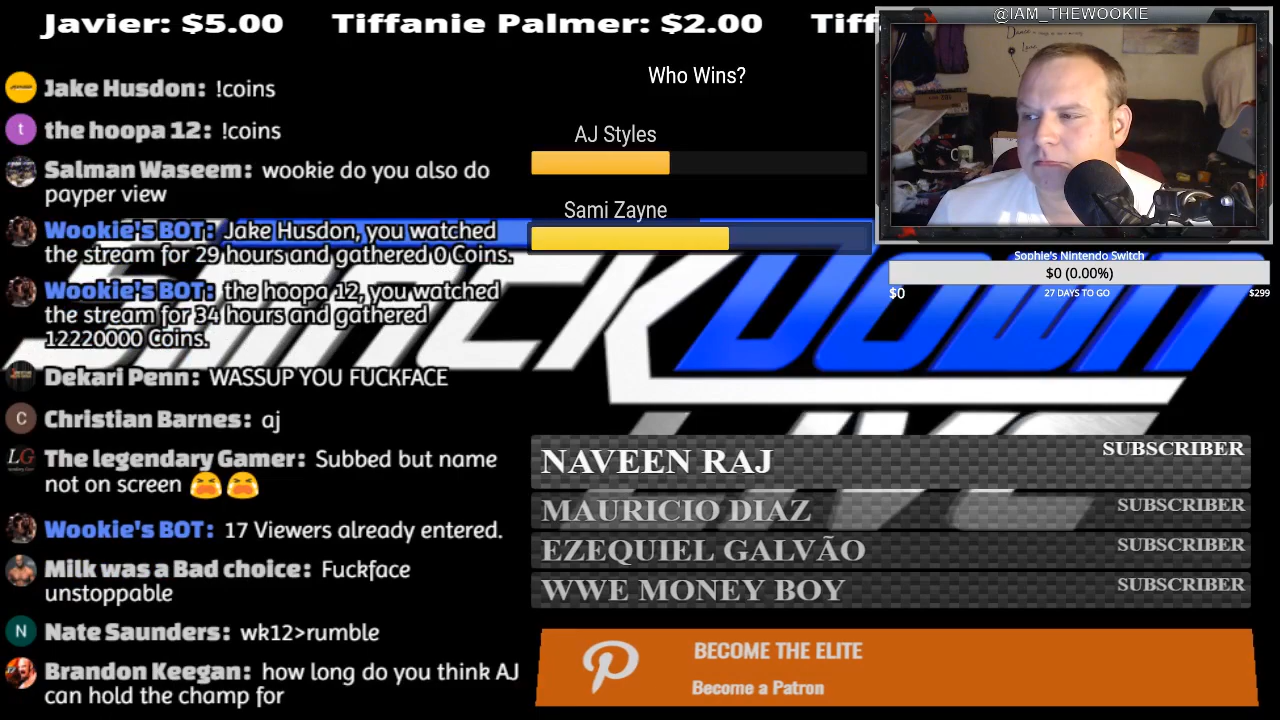 Javier: $5.00 Tiffanie Palmer: $2.00 Tiff
@IAM_THEWOOKIE
Jake Husdon: !coins
the hoopa 12: !coins
Salman Waseem: wookie do you also do
payper view
Wookie's BOT: Jake Husdon, you watched
the stream for 29 hours and gathered 0 Coins.
Wookie's BOT: the hoopa 12, you watched
the stream for 34 hours and gathered
12220000 Coins.
Dekari Penn: WASSUP YOU FUCKFACE
Christian Barnes: aj
The legendary Gamer: Subbed but name
not on screen 😫 😫
Wookie's BOT: 17 Viewers already entered.
Milk was a Bad choice: Fuckface
unstoppable
Nate Saunders: wk12>rumble
Brandon Keegan: how long do you think AJ
can hold the champ for
Who Wins?
AJ Styles
Sami Zayne
Sophie's Nintendo Switch
$0 (0.00%)
$0 27 DAYS TO GO $299
SMACKDOWN
LIVE
NAVEEN RAJ SUBSCRIBER
MAURICIO DIAZ SUBSCRIBER
EZEQUIEL GALVÃO SUBSCRIBER
WWE MONEY BOY SUBSCRIBER
BECOME THE ELITE
Become a Patron